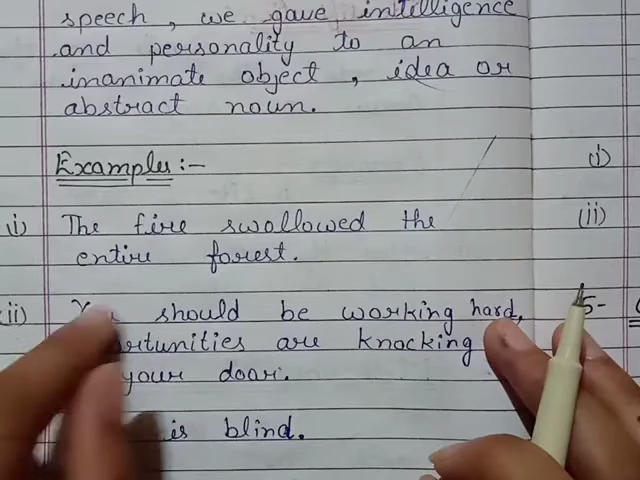 speech, we gave intelligence
and personality to an
inanimate object, idea or
abstract noun.
Examples :-
(i)
i) The fire swallowed the
(ii)
entire forest.
(ii) should be working hard,
5-
are knocking
your door.
is blind.